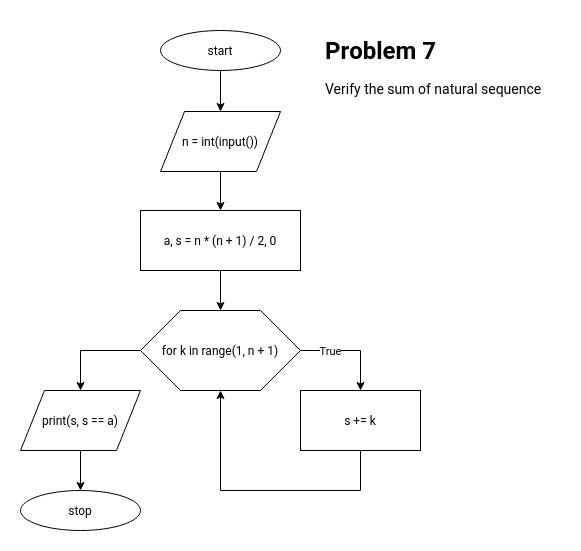 start
Problem 7
Verify the sum of natural sequence
n = int(input())
a, s = n * (n + 1) / 2, 0
for k in range(1, n + 1)
True
print(s, s == a)
s += k
stop